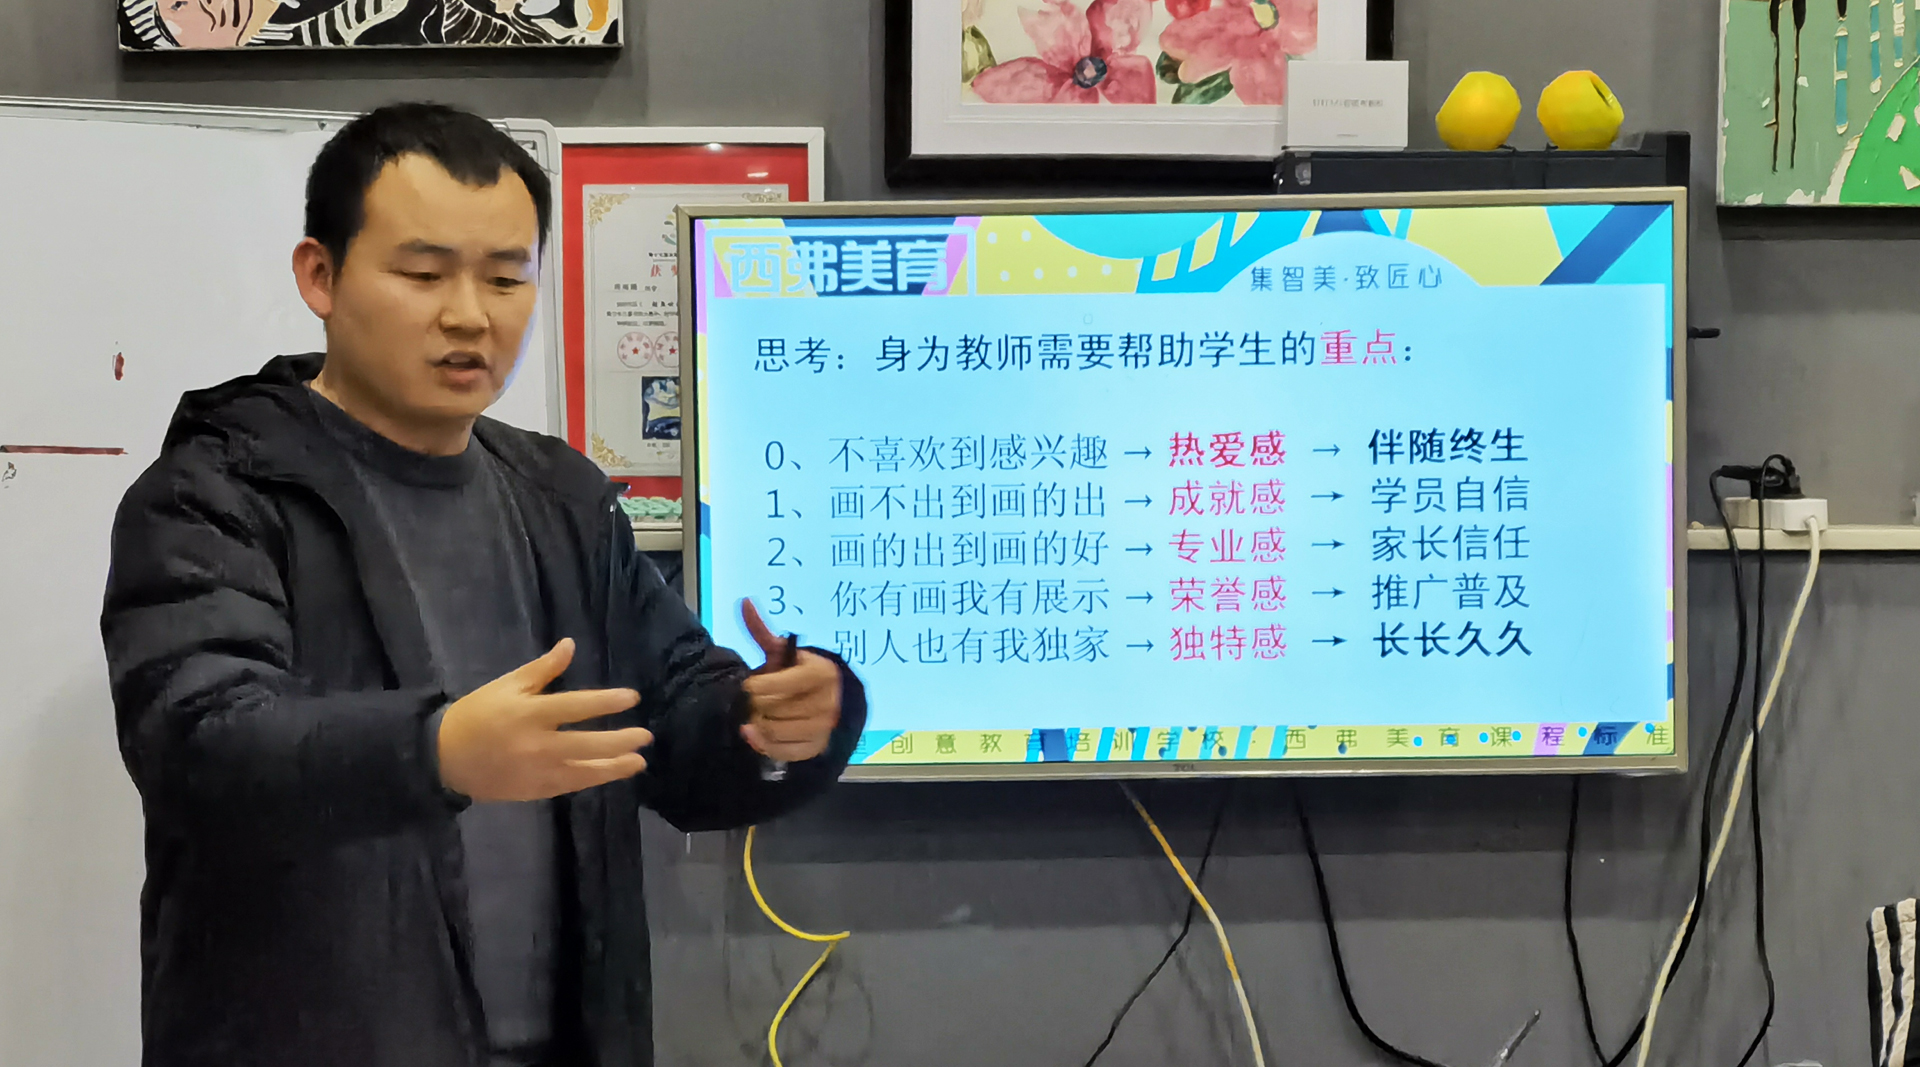 西弗美育
集智美·致匠心
思考：身为教师需要帮助学生的重点：
0、不喜欢到感兴趣→热爱感→伴随终生
1、画不出到画的出→成就感→学员自信
2、画的出到画的好→专业感→家长信任
3、你有画我有展示→荣誉感→推广普及
别人也有我独家→独特感→长长久久
创意教育培训学校·西弗美育课程标准
TCL